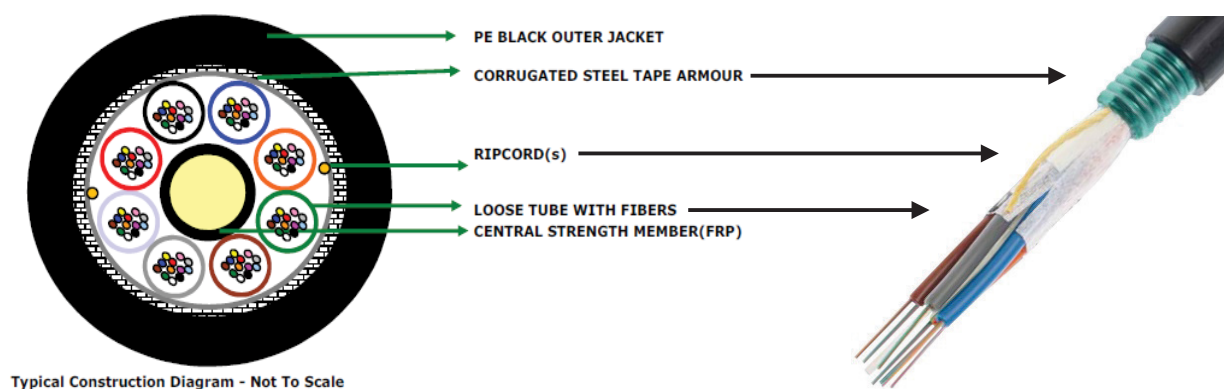 PE BLACK OUTER JACKET
CORRUGATED STEEL TAPE ARMOUR
RIPCORD(s)
LOOSE TUBE WITH FIBERS
CENTRAL STRENGTH MEMBER(FRP)
Typical Construction Diagram - Not To Scale